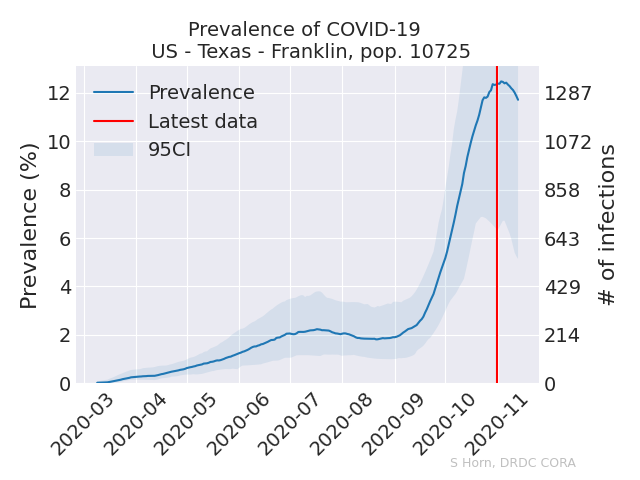 Prevalence of COVID-19
US - Texas - Franklin, pop. 10725
Prevalence
Latest data
95CI
Prevalence (%)
12
10
8
6
4
2
0
1287
1072
858
643
429
214
0
# of infections
2020-03
2020-04
2020-05
2020-06
2020-07
2020-08
2020-09
2020-10
2020-11
S Horn, DRDC CORA